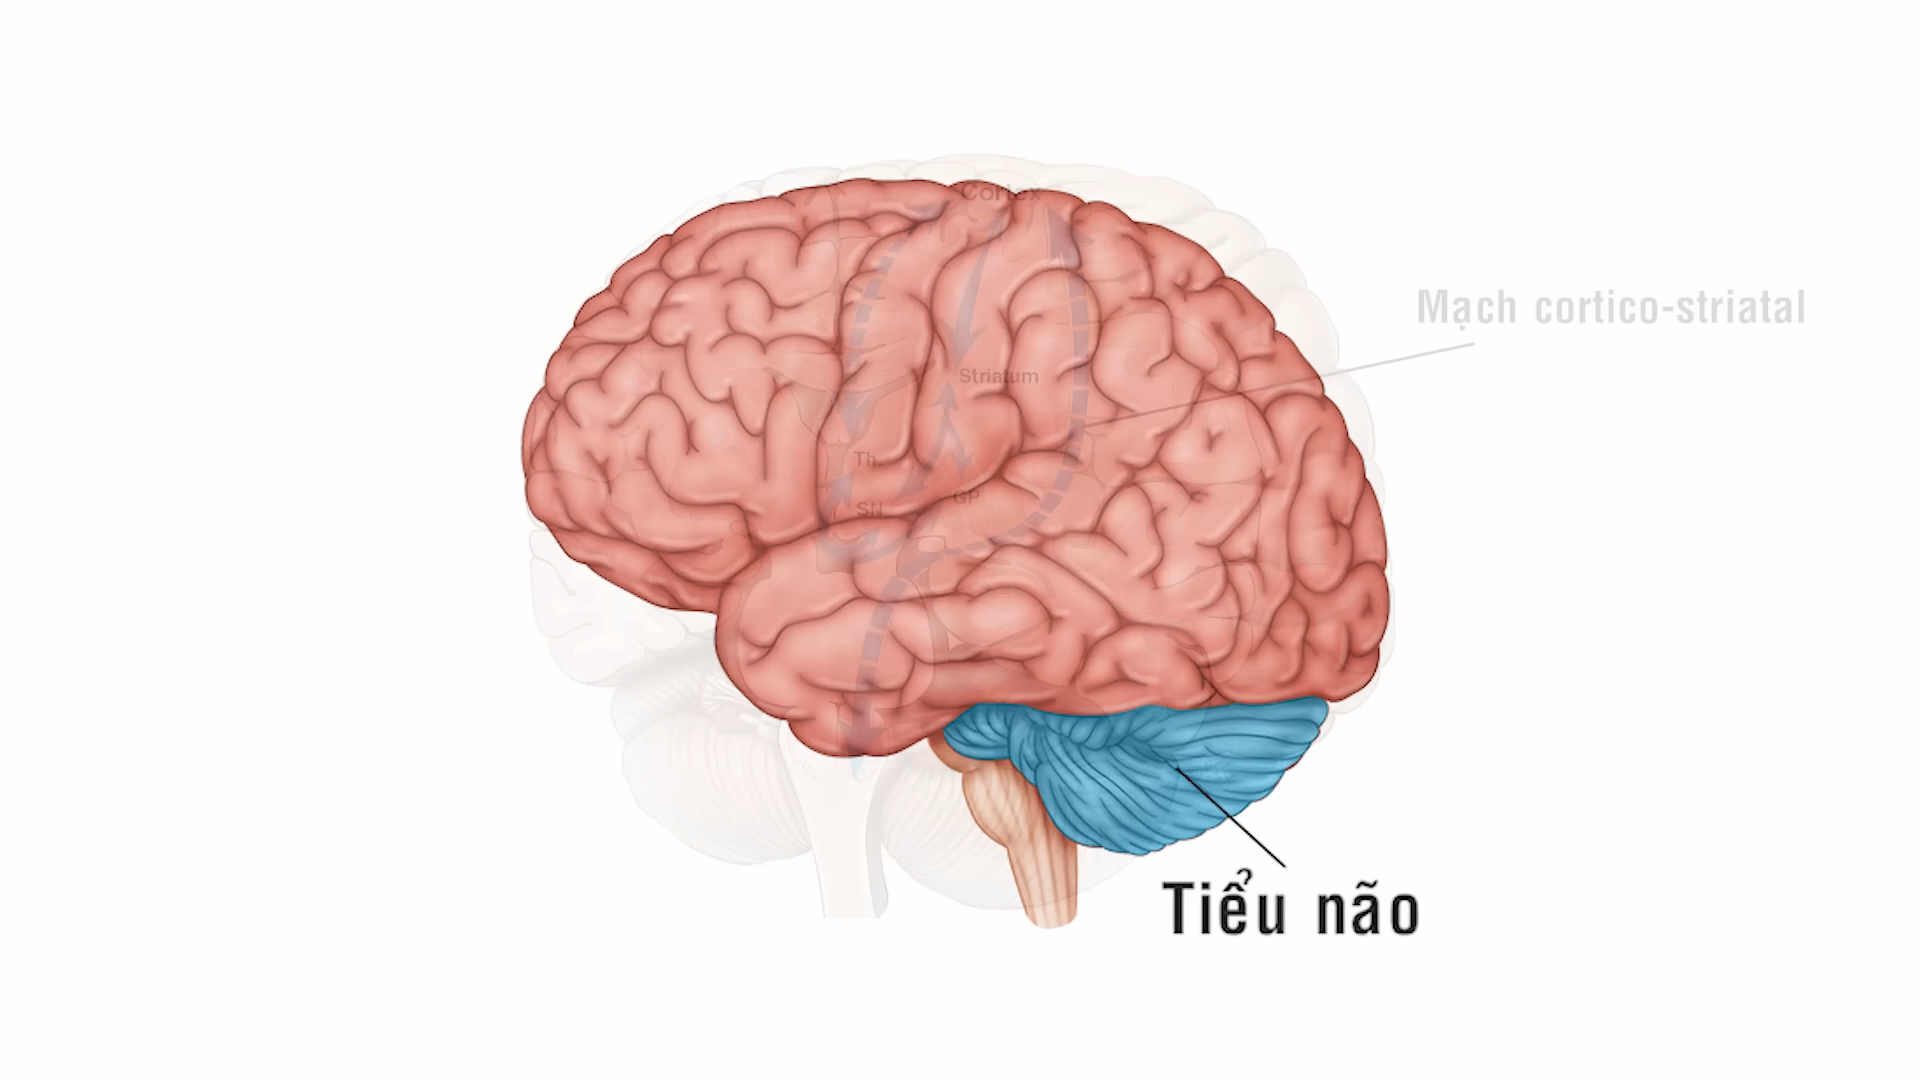 Cortex
Mạch cortico-striatal
Striatum
Th.
GP
SN
Tiểu não